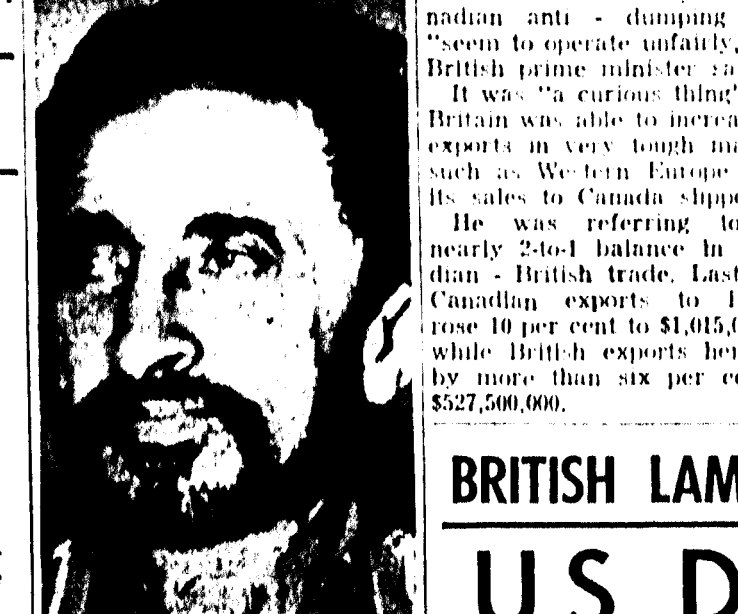 nadian anti - dumping
"seem to operate unfairly,
British prime minister sa
It was "a curious thing"
Britain was able to increa
exports in very tough ma
such as Western Europe
its sales to Canada slippe
He was referring to
nearly 2-to-1 balance in
dian - British trade. Last
Canadian exports to
rose 10 per cent to $1,015,0
while British exports her
by more than six per ce
$527,500,000.
BRITISH LAM
U S D